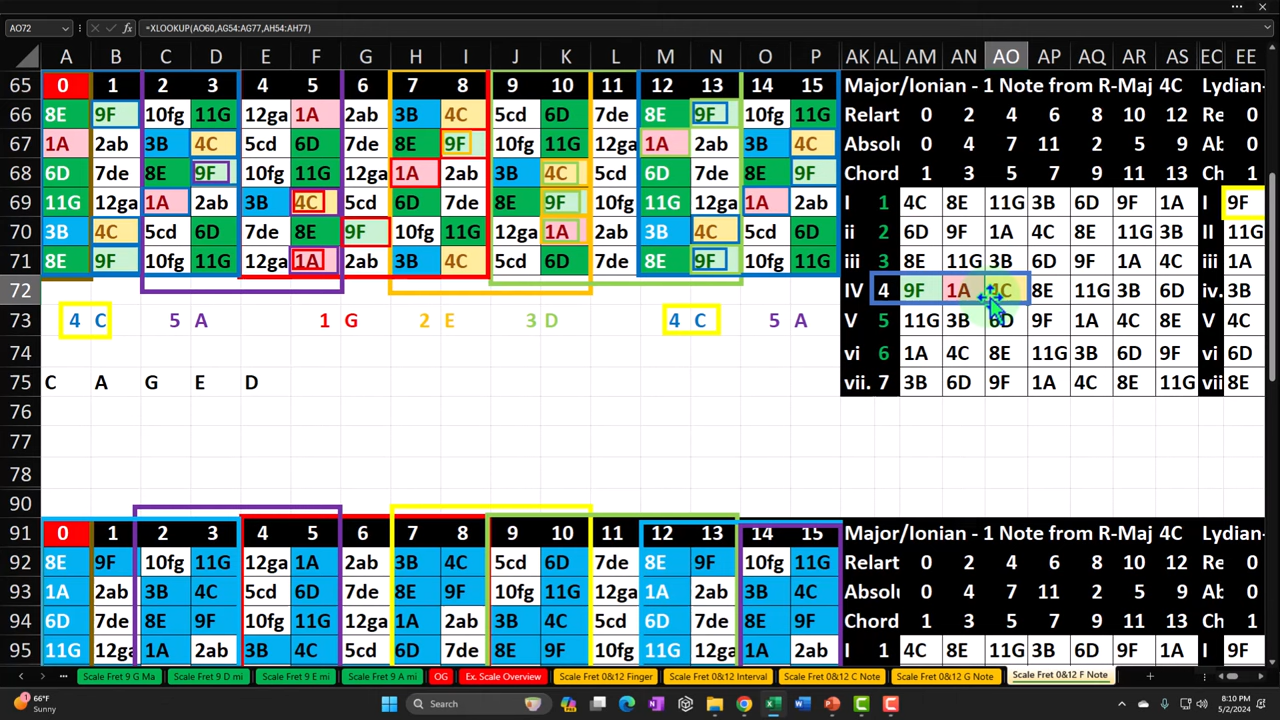 AO72 fx =XLOOKUP(AO60,AG54:AG77,AH54:AH77)
A B C D E F G H I J K L M N O P AK AL AM AN AO AP AQ AR AS EC EE
65 0 1 2 3 4 5 6 7 8 9 10 11 12 13 14 15 Major/Ionian - 1 Note from R-Maj 4C Lydian-
66 8E 9F 10fg 11G 12ga 1A 2ab 3B 4C 5cd 6D 7de 8E 9F 10fg 11G Relart 0 2 4 6 8 10 12 Re 0
67 1A 2ab 3B 4C 5cd 6D 7de 8E 9F 10fg 11G 12ga 1A 2ab 3B 4C Absolu 0 4 7 11 2 5 9 Ab 0
68 6D 7de 8E 9F 10fg 11G 12ga 1A 2ab 3B 4C 5cd 6D 7de 8E 9F Chord 1 3 5 7 9 11 13 Ch 1
69 11G 12ga 1A 2ab 3B 4C 5cd 6D 7de 8E 9F 10fg 11G 12ga 1A 2ab I 1 4C 8E 11G 3B 6D 9F 1A I 9F
70 3B 4C 5cd 6D 7de 8E 9F 10fg 11G 12ga 1A 2ab 3B 4C 5cd 6D ii 2 6D 9F 1A 4C 8E 11G 3B II 11G
71 8E 9F 10fg 11G 12ga 1A 2ab 3B 4C 5cd 6D 7de 8E 9F 10fg 11G iii 3 8E 11G 3B 6D 9F 1A 4C iii 1A
72 IV 4 9F 1A 4C 8E 11G 3B 6D iv. 3B
73 4 C 5 A 1 G 2 E 3 D 4 C 5 A V 5 11G 3B 6D 9F 1A 4C 8E V 4C
74 vi 6 1A 4C 8E 11G 3B 6D 9F vi 6D
75 C A G E D vii. 7 3B 6D 9F 1A 4C 8E 11G vii 8E
76
77
78
90
91 0 1 2 3 4 5 6 7 8 9 10 11 12 13 14 15 Major/Ionian - 1 Note from R-Maj 4C Lydian-
92 8E 9F 10fg 11G 12ga 1A 2ab 3B 4C 5cd 6D 7de 8E 9F 10fg 11G Relart 0 2 4 6 8 10 12 Re 0
93 1A 2ab 3B 4C 5cd 6D 7de 8E 9F 10fg 11G 12ga 1A 2ab 3B 4C Absolu 0 4 7 11 2 5 9 Ab 0
94 6D 7de 8E 9F 10fg 11G 12ga 1A 2ab 3B 4C 5cd 6D 7de 8E 9F Chord 1 3 5 7 9 11 13 Ch 1
95 11G 12ga 1A 2ab 3B 4C 5cd 6D 7de 8E 9F 10fg 11G 12ga 1A 2ab I 1 4C 8E 11G 3B 6D 9F 1A I 9F
Scale Fret 9 G Ma Scale Fret 9 D mi Scale Fret 9 E mi Scale Fret 9 A mi OG Ex. Scale Overview Scale Fret 0&12 Finger Scale Fret 0&12 Interval Scale Fret 0&12 C Note Scale Fret 0&12 G Note Scale Fret 0&12 F Note
66°F
Sunny
Search
8:10 PM
5/2/2024